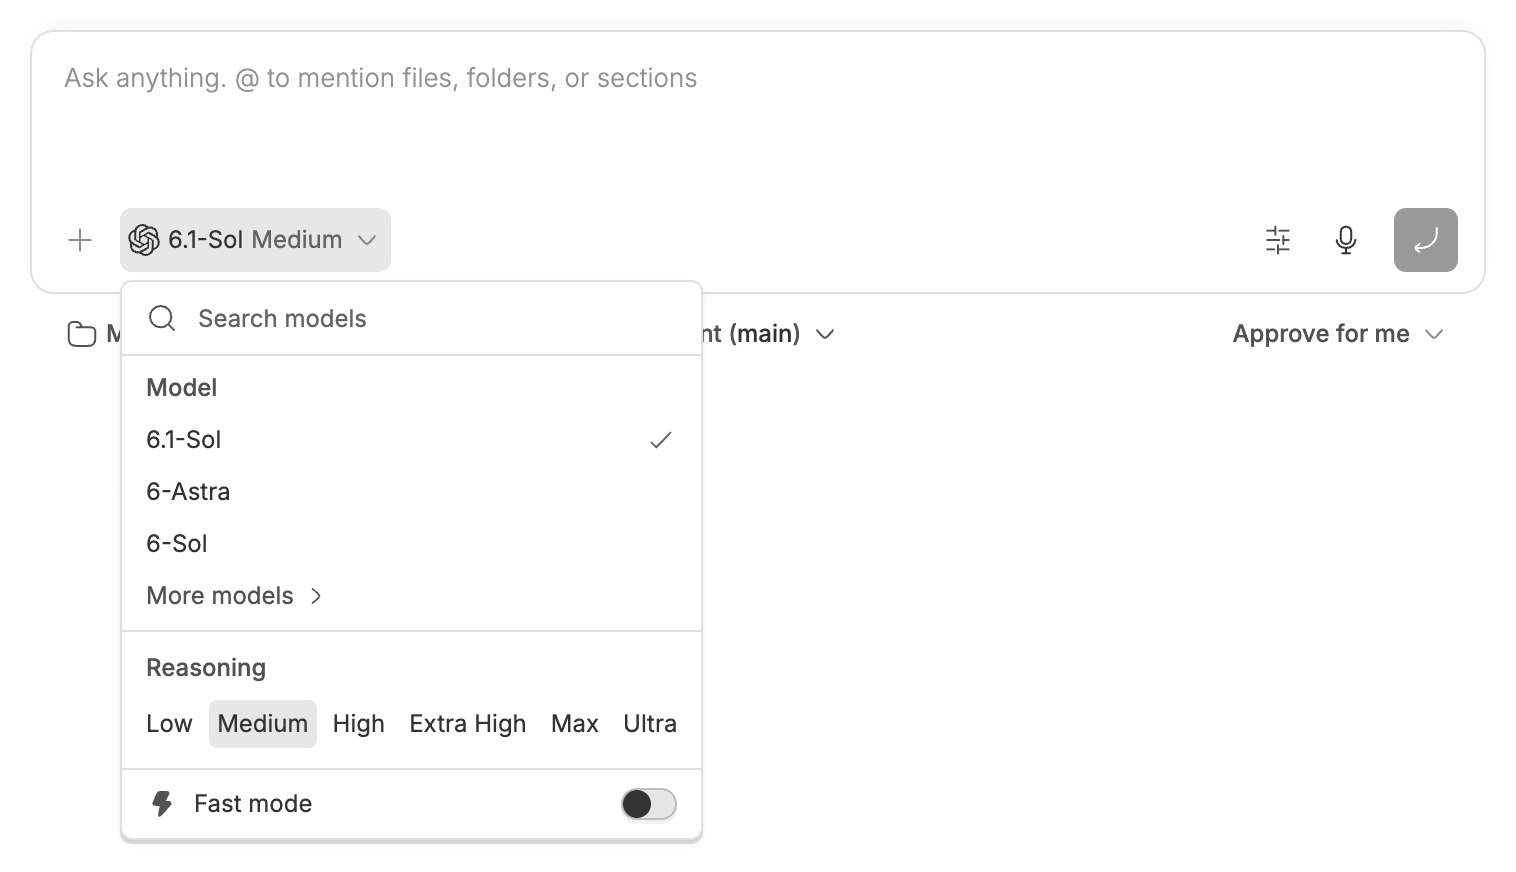 Ask anything. @ to mention files, folders, or sections
6.1-Sol Medium
Search models
(main)
Approve for me
Model
6.1-Sol
6-Astra
6-Sol
More models
Reasoning
Low Medium High Extra High Max Ultra
Fast mode